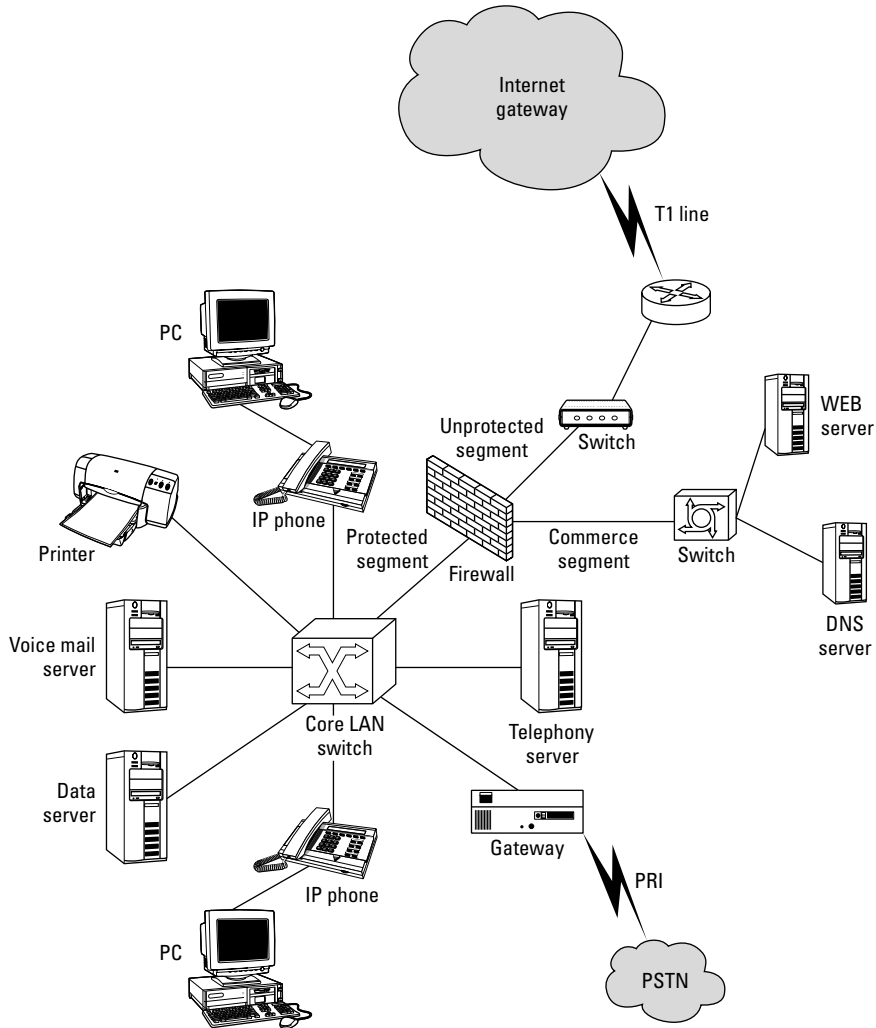 Internet
gateway
T1 line
PC
WEB
server
Unprotected
segment
Switch
IP phone
Printer
Protected
segment
Firewall
Commerce
segment
Switch
DNS
server
Voice mail
server
Core LAN
switch
Telephony
server
Data
server
Gateway
IP phone
PRI
PC
PSTN